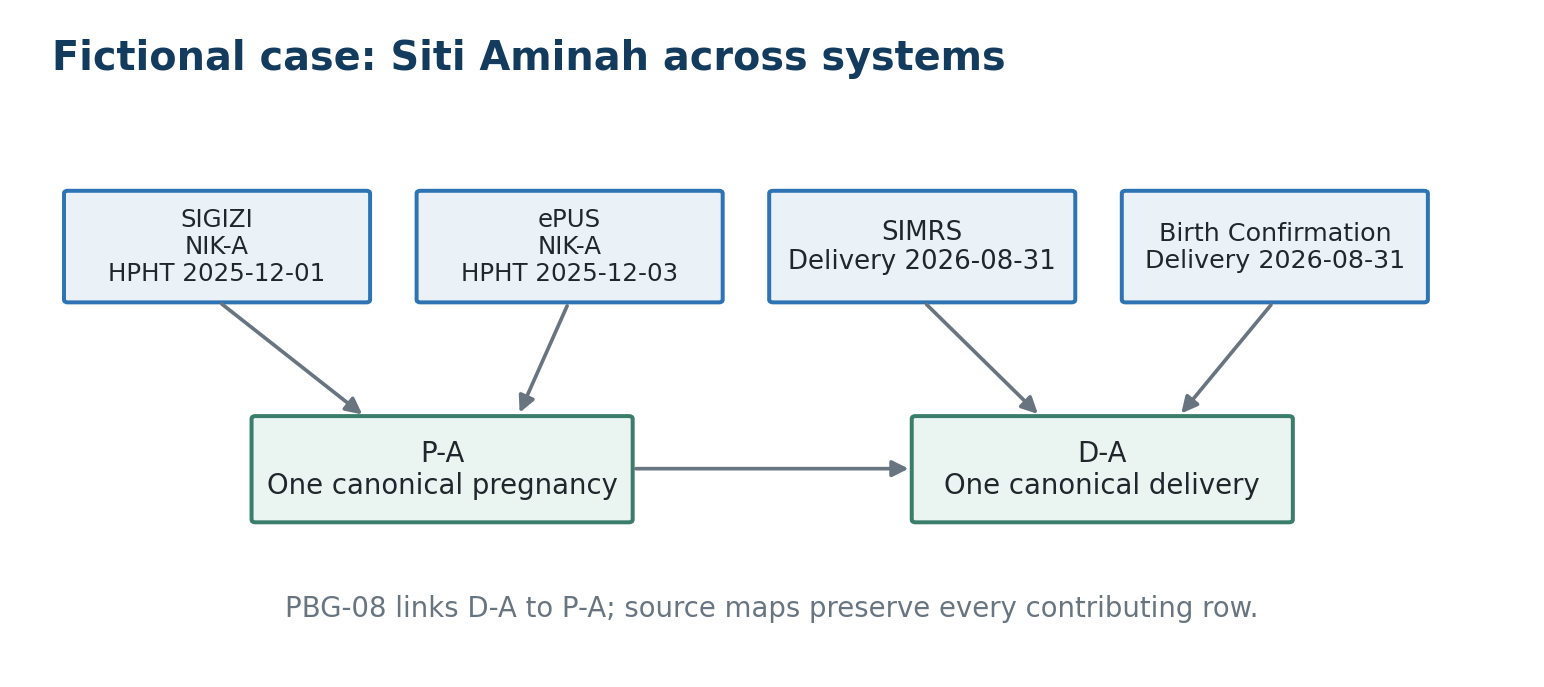 Fictional case: Siti Aminah across systems
SIGIZI
NIK-A
HPHT 2025-12-01
ePUS
NIK-A
HPHT 2025-12-03
SIMRS
Delivery 2026-08-31
Birth Confirmation
Delivery 2026-08-31
P-A
One canonical pregnancy
D-A
One canonical delivery
PBG-08 links D-A to P-A; source maps preserve every contributing row.